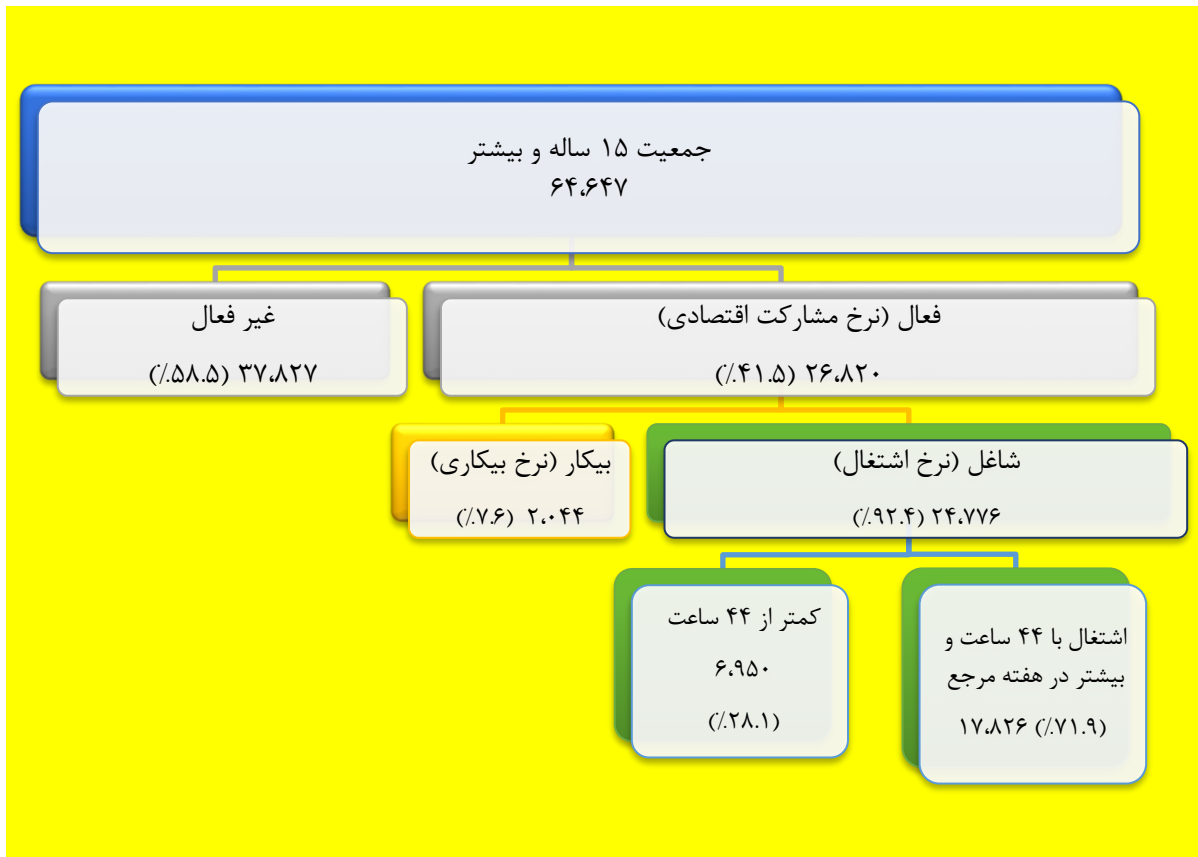 جمعیت ۱۵ ساله و بیشتر
۶۴،۶۴۷
فعال (نرخ مشارکت اقتصادی)
۲۶،۸۲۰ (٪۴۱.۵)
غیر فعال
۳۷،۸۲۷ (٪۵۸.۵)
شاغل (نرخ اشتغال)
۲۴،۷۷۶ (٪۹۲.۴)
بیکار (نرخ بیکاری)
۲،۰۴۴ (٪۷.۶)
اشتغال با ۴۴ ساعت و
بیشتر در هفته مرجع
۱۷،۸۲۶ (٪۷۱.۹)
کمتر از ۴۴ ساعت
۶،۹۵۰
(٪۲۸.۱)